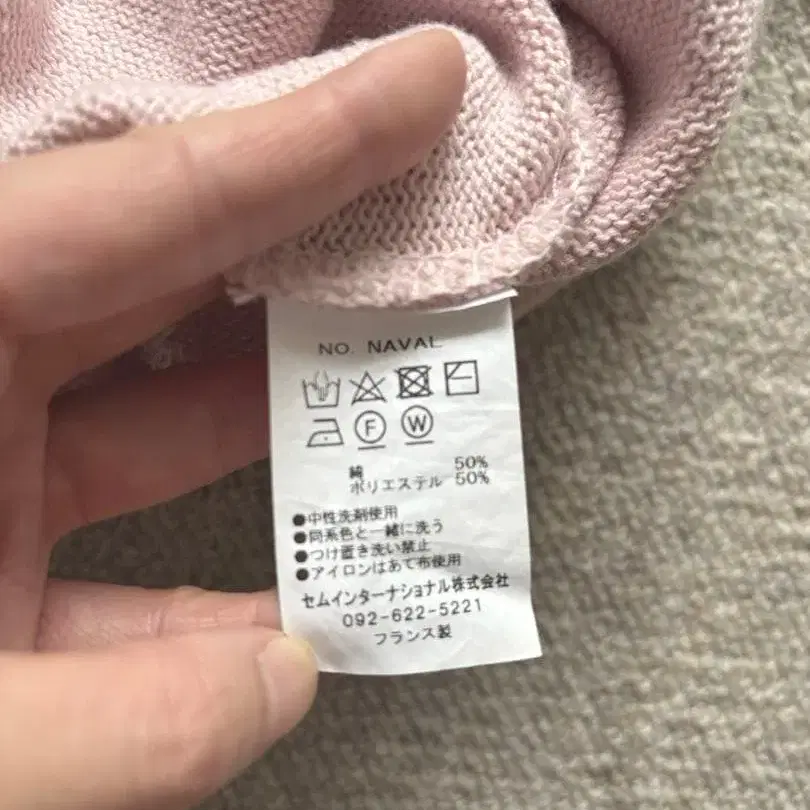 NO. NAVAL
F W
綿 50%
ポリエステル 50%
●中性洗剤使用
●同系色と一緒に洗う
●つけ置き洗い禁止
●アイロンはあて布使用
セムインターナショナル株式会社
092-622-5221
フランス製